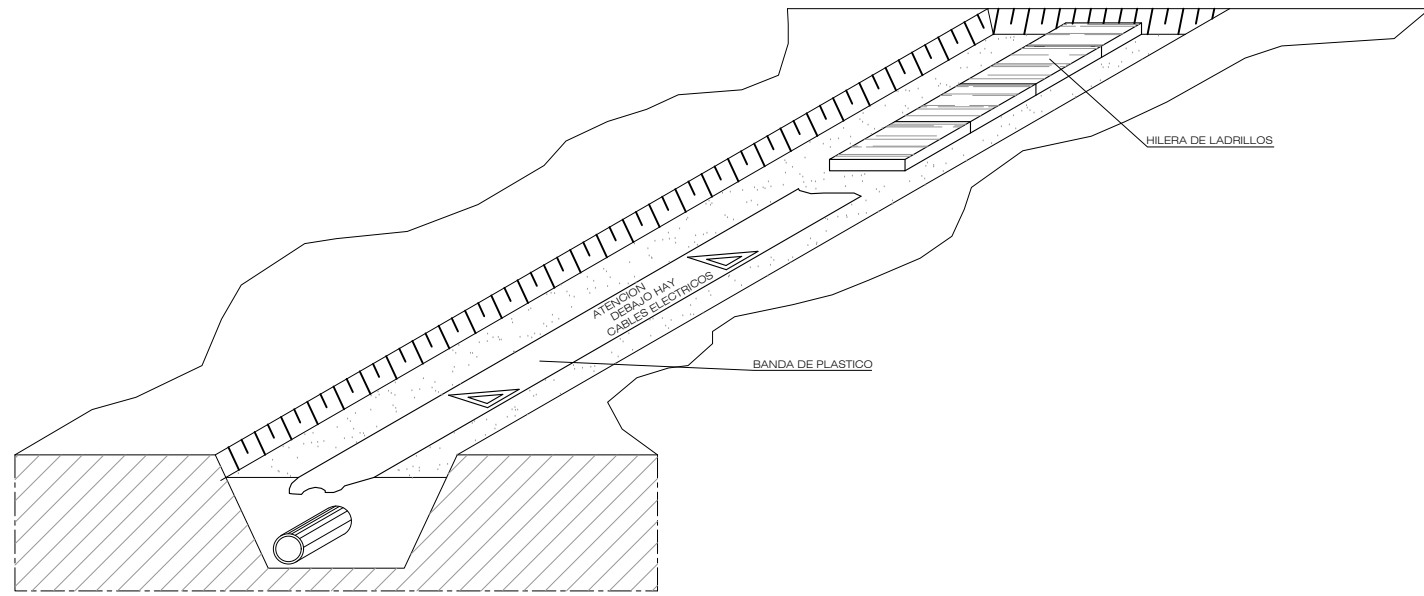 HILERA DE LADRILLOS
ATENCION
DEBAJO HAY
CABLES ELECTRICOS
BANDA DE PLASTICO